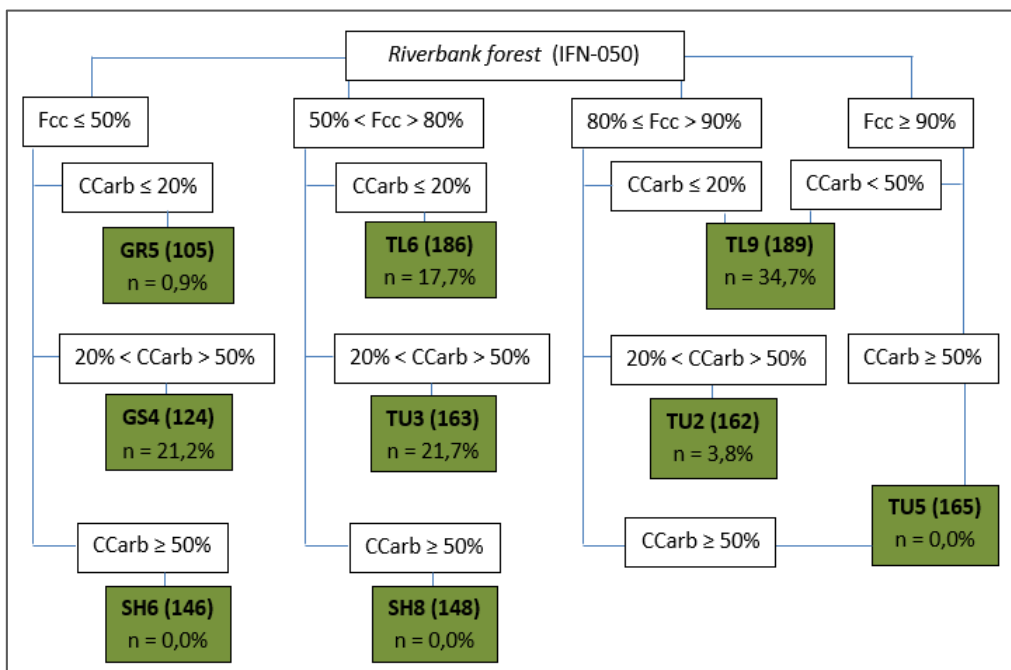 Riverbank forest (IFN-050)
Fcc ≤ 50%
50% < Fcc > 80%
80% ≤ Fcc > 90%
Fcc ≥ 90%
CCarb ≤ 20%
CCarb ≤ 20%
CCarb ≤ 20%
CCarb < 50%
GR5 (105)
n = 0,9%
TL6 (186)
n = 17,7%
TL9 (189)
n = 34,7%
20% < CCarb > 50%
20% < CCarb > 50%
20% < CCarb > 50%
CCarb ≥ 50%
GS4 (124)
n = 21,2%
TU3 (163)
n = 21,7%
TU2 (162)
n = 3,8%
TU5 (165)
n = 0,0%
CCarb ≥ 50%
CCarb ≥ 50%
CCarb ≥ 50%
SH6 (146)
n = 0,0%
SH8 (148)
n = 0,0%